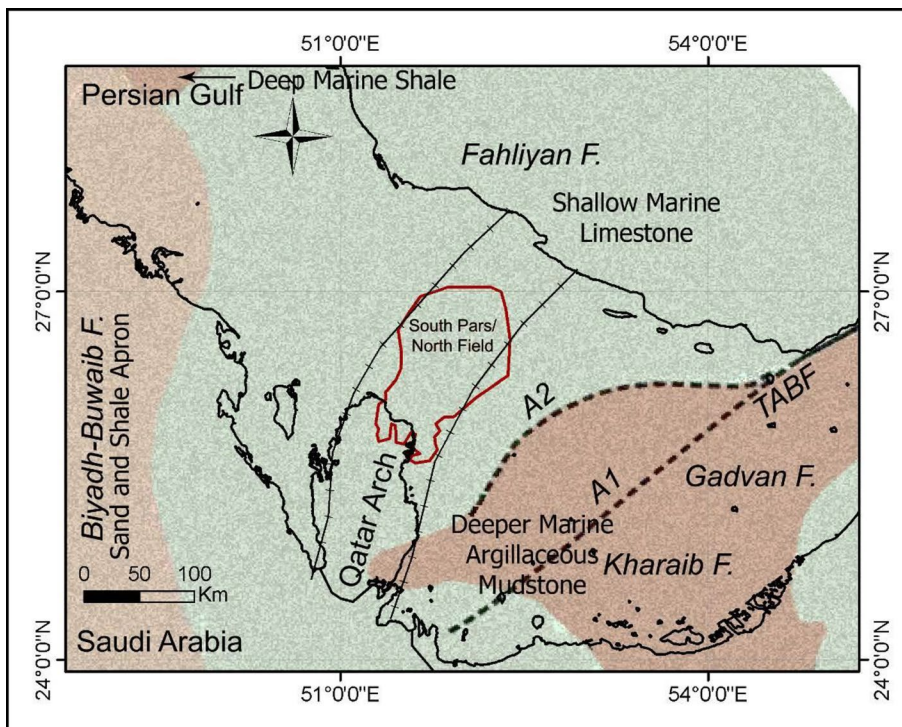 51°0'0"E
54°0'0"E
Persian Gulf
Deep Marine Shale
Fahliyan F.
Shallow Marine
Limestone
27°0'0"N
27°0'0"N
South Pars/
North Field
Biyadh-Buwaib F.
Sand and Shale Apron
A2
TABF
A1
Gadvan F.
Qatar Arch
Deeper Marine
Argillaceous
Mudstone
Kharaib F.
0 50 100
Km
Saudi Arabia
24°0'0"N
24°0'0"N
51°0'0"E
54°0'0"E